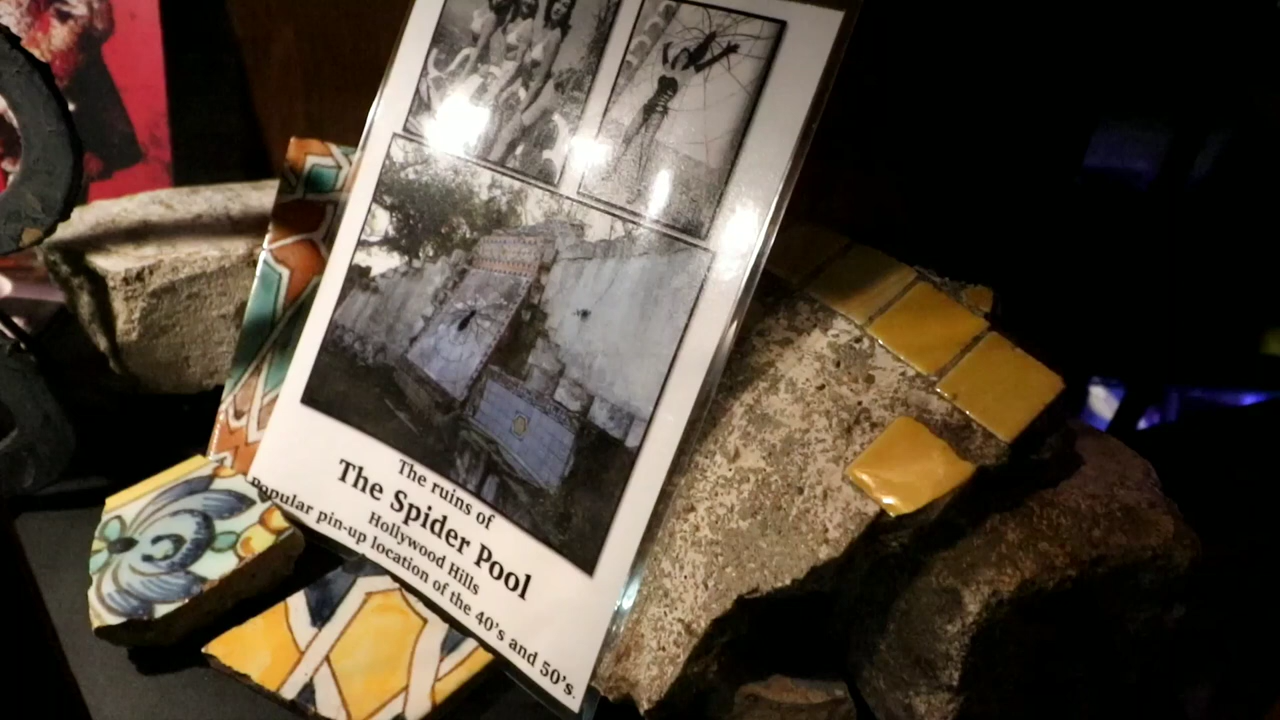 The ruins of
The Spider Pool
Hollywood Hills
Popular pin-up location of the 40's and 50's.